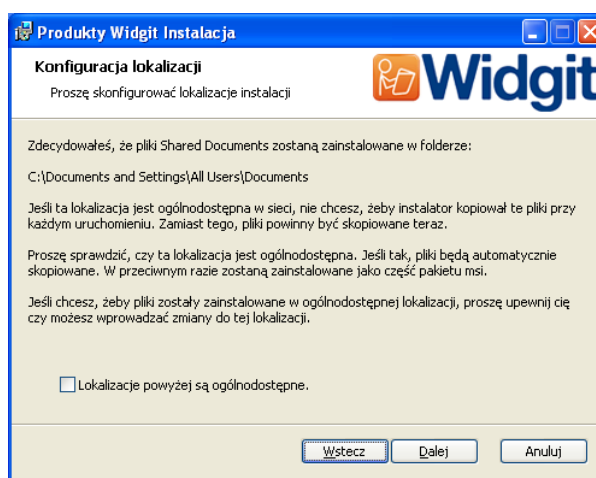 Produkty Widgit Instalacja
Konfiguracja lokalizacji
Proszę skonfigurować lokalizacje instalacji
Widgit
Zdecydowałeś, że pliki Shared Documents zostaną zainstalowane w folderze:
C:\Documents and Settings\All Users\Documents
Jeśli ta lokalizacja jest ogólnodostępna w sieci, nie chcesz, żeby instalator kopiował te pliki przy
każdym uruchomieniu. Zamiast tego, pliki powinny być skopiowane teraz.
Proszę sprawdzić, czy ta lokalizacja jest ogólnodostępna. Jeśli tak, pliki będą automatycznie
skopiowane. W przeciwnym razie zostaną zainstalowane jako część pakietu msi.
Jeśli chcesz, żeby pliki zostały zainstalowane w ogólnodostępnej lokalizacji, proszę upewnij cię
czy możesz wprowadzać zmiany do tej lokalizacji.
Lokalizacje powyżej są ogólnodostępne.
Wstecz
Dalej
Anuluj